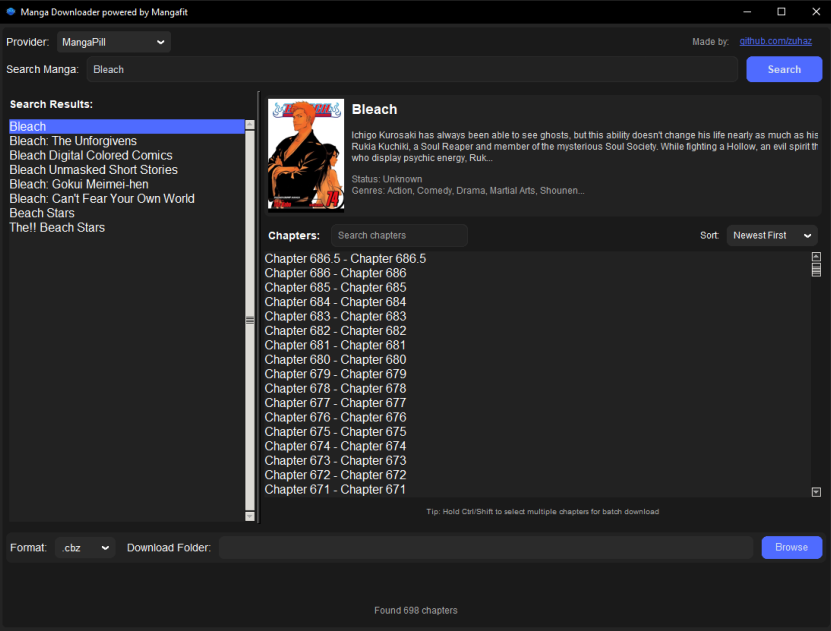 Manga Downloader powered by Mangafit
Provider: MangaPill
Made by: github.com/zuhaz
Search Manga: Bleach Search
Search Results:
Bleach
Bleach: The Unforgivens
Bleach Digital Colored Comics
Bleach Unmasked Short Stories
Bleach: Gokui Meimei-hen
Bleach: Can't Fear Your Own World
Beach Stars
The!! Beach Stars
BLEACH
74
Bleach
Ichigo Kurosaki has always been able to see ghosts, but this ability doesn't change his life nearly as much as his
Rukia Kuchiki, a Soul Reaper and member of the mysterious Soul Society. While fighting a Hollow, an evil spirit th
who display psychic energy, Ruk...
Status: Unknown
Genres: Action, Comedy, Drama, Martial Arts, Shounen...
Chapters: Search chapters Sort: Newest First
Chapter 686.5 - Chapter 686.5
Chapter 686 - Chapter 686
Chapter 685 - Chapter 685
Chapter 684 - Chapter 684
Chapter 683 - Chapter 683
Chapter 682 - Chapter 682
Chapter 681 - Chapter 681
Chapter 680 - Chapter 680
Chapter 679 - Chapter 679
Chapter 678 - Chapter 678
Chapter 677 - Chapter 677
Chapter 676 - Chapter 676
Chapter 675 - Chapter 675
Chapter 674 - Chapter 674
Chapter 673 - Chapter 673
Chapter 672 - Chapter 672
Chapter 671 - Chapter 671
Tip: Hold Ctrl/Shift to select multiple chapters for batch download
Format: .cbz Download Folder: Browse
Found 698 chapters